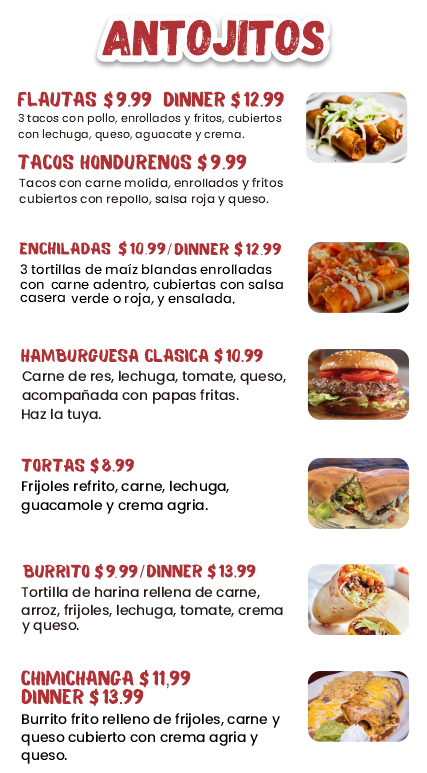 ANTOJITOS
FLAUTAS $9.99 DINNER $12.99
3 tacos con pollo, enrollados y fritos, cubiertos
con lechuga, queso, aguacate y crema.
TACOS HONDURENOS $9.99
Tacos con carne molida, enrollados y fritos
cubiertos con repollo, salsa roja y queso.
ENCHILADAS $10.99/DINNER $12.99
3 tortillas de maíz blandas enrolladas
con carne adentro, cubiertas con salsa
casera verde o roja, y ensalada.
HAMBURGUESA CLASICA $10.99
Carne de res, lechuga, tomate, queso,
acompañada con papas fritas.
Haz la tuya.
TORTAS $8.99
Frijoles refrito, carne, lechuga,
guacamole y crema agria.
BURRITO $9.99/DINNER $13.99
Tortilla de harina rellena de carne,
arroz, frijoles, lechuga, tomate, crema
y queso.
CHIMICHANGA $11,99
DINNER $13.99
Burrito frito relleno de frijoles, carne y
queso cubierto con crema agria y
queso.